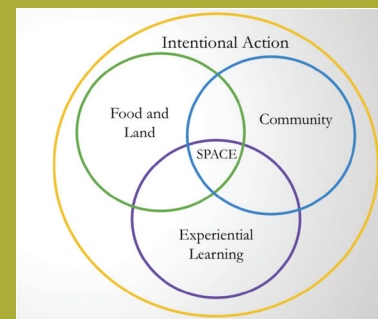 Intentional Action
Food and
Land
Community
SPACE
Experiential
Learning